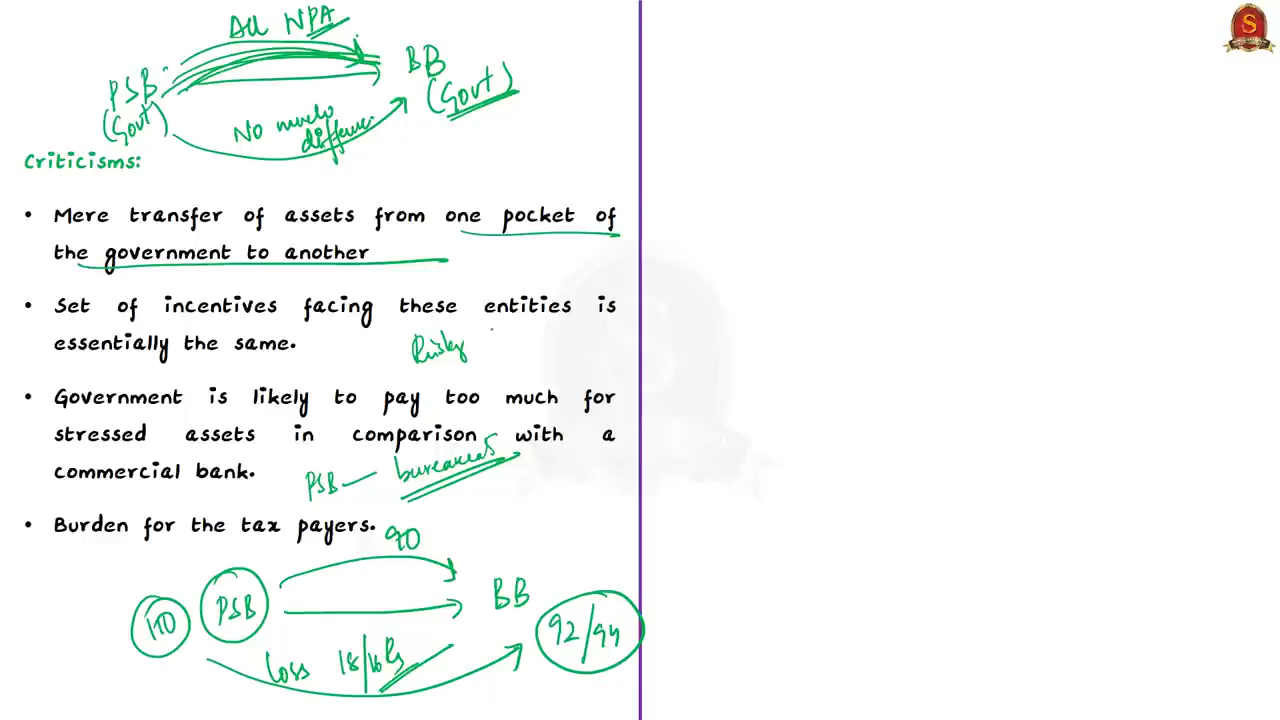 All NPA
PSB
(Govt)
BB
(Govt)
No much
difference
Criticisms:
• Mere transfer of assets from one pocket of
the government to another
• Set of incentives facing these entities is
essentially the same.
Risky
• Government is likely to pay too much for
stressed assets in comparison with a
commercial bank.
PSB — bureaucrats
• Burden for the tax payers.
90
110
PSB
BB
92/94
Loss 18/16 Rs
S